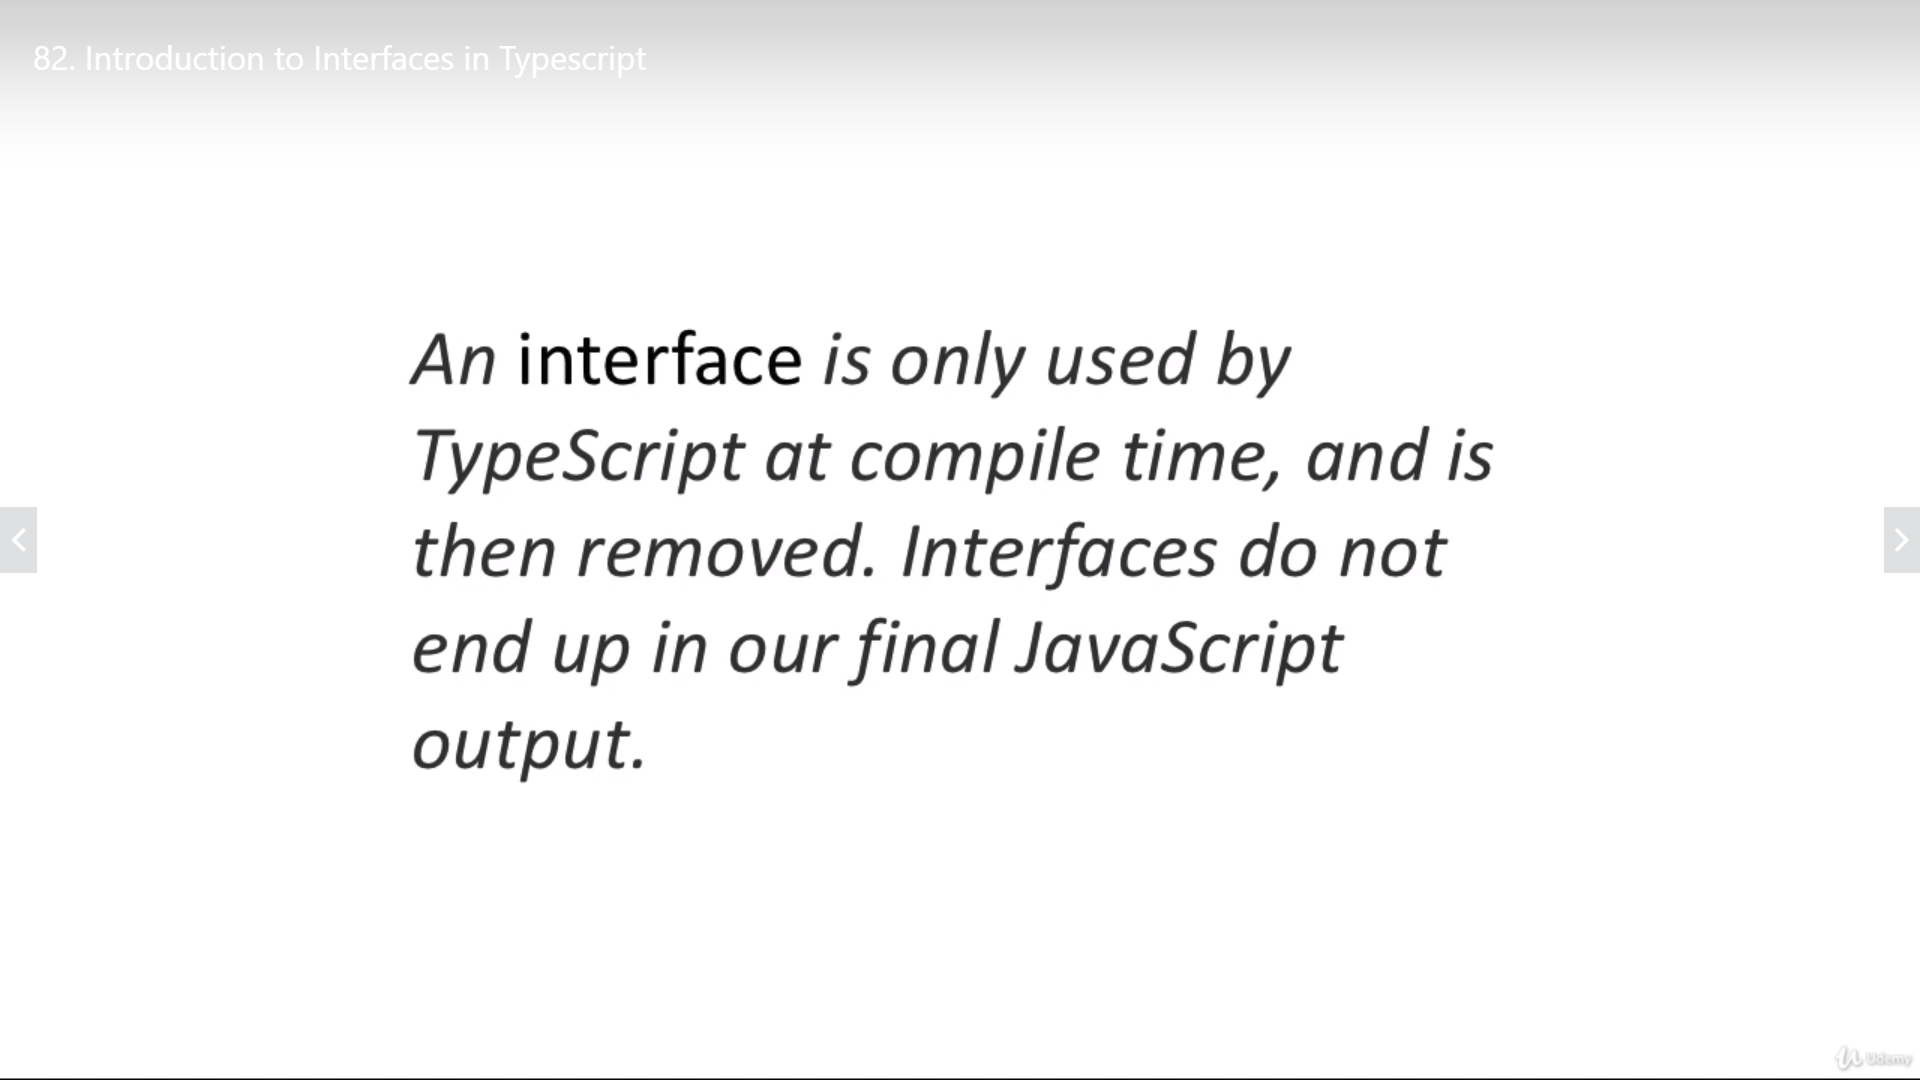 82. Introduction to Interfaces in Typescript
An interface is only used by
TypeScript at compile time, and is
then removed. Interfaces do not
end up in our final JavaScript
output.
Udemy